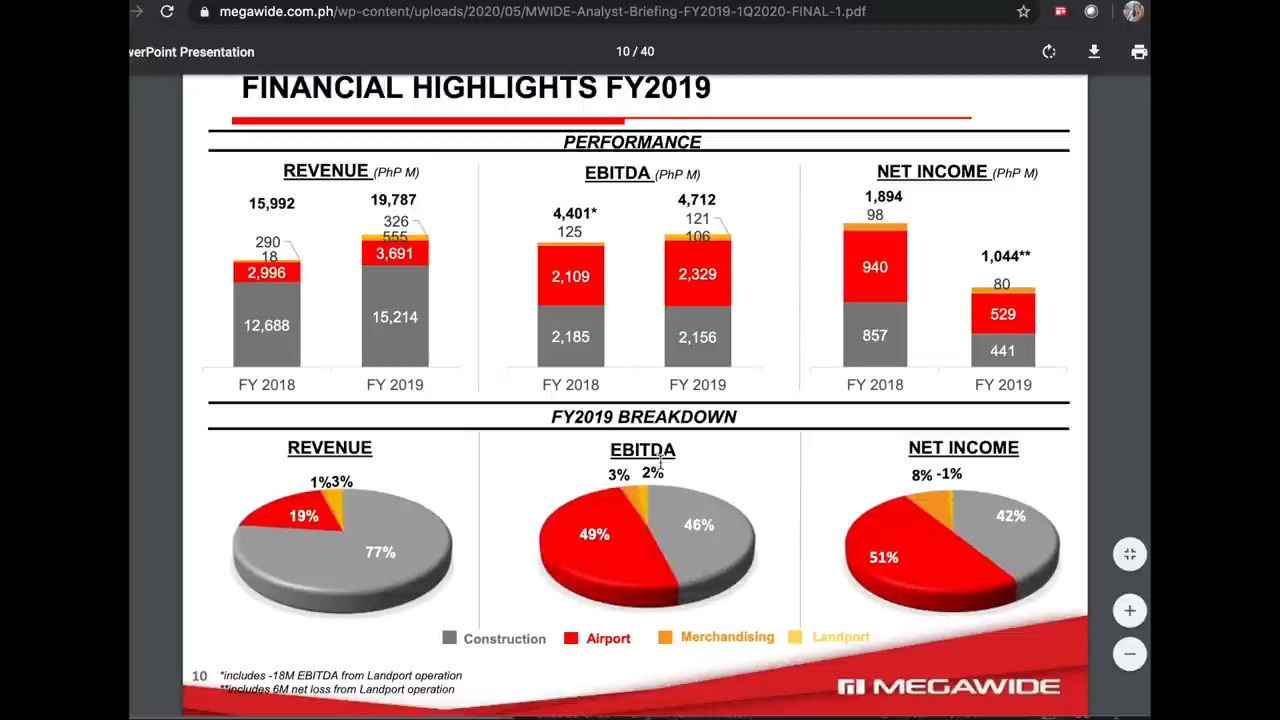 megawide.com.ph/wp-content/uploads/2020/05/MWIDE-Analyst-Briefing-FY2019-1Q2020-FINAL-1.pdf
werPoint Presentation
10 / 40
FINANCIAL HIGHLIGHTS FY2019
PERFORMANCE
REVENUE (PhP M)
15,992
19,787
290
18
2,996
12,688
326
555
3,691
15,214
FY 2018
FY 2019
EBITDA (PhP M)
4,401*
4,712
125
2,109
2,185
121
106
2,329
2,156
FY 2018
FY 2019
NET INCOME (PhP M)
1,894
98
940
857
1,044**
80
529
441
FY 2018
FY 2019
FY2019 BREAKDOWN
REVENUE
1% 3%
19%
77%
EBITDA
3% 2%
49%
46%
NET INCOME
8% -1%
51%
42%
Construction
Airport
Merchandising
Landport
10
*includes -18M EBITDA from Landport operation
**includes 6M net loss from Landport operation
MEGAWIDE